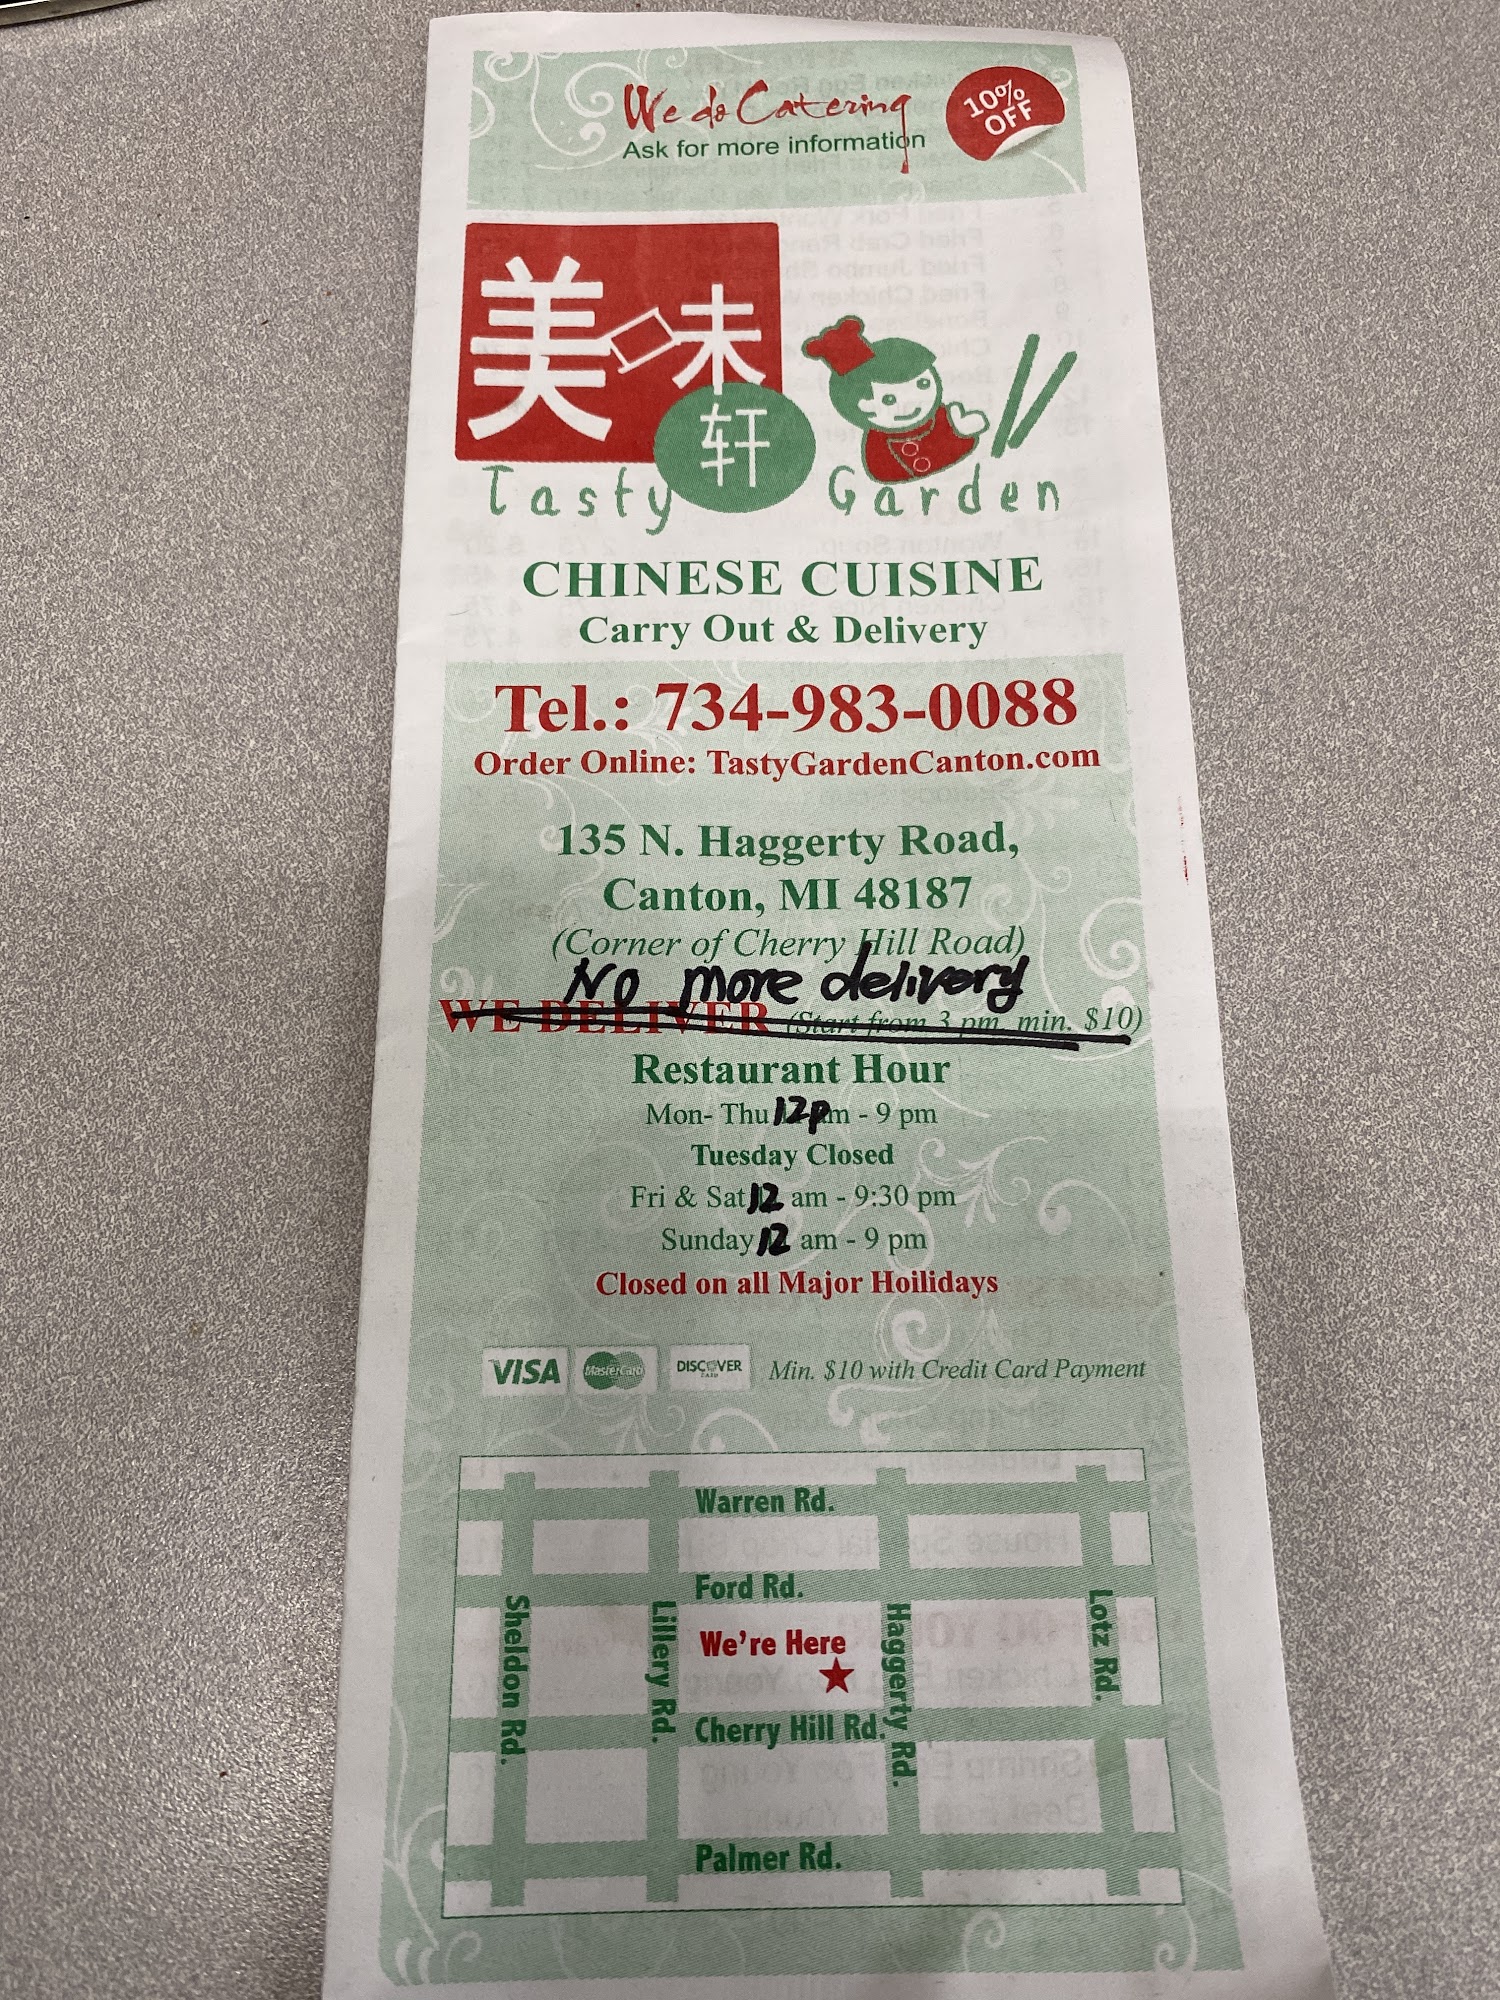 We do Catering
Ask for more information
10%
OFF
美味
轩
Tasty Garden
CHINESE CUISINE
Carry Out & Delivery
Tel.: 734-983-0088
Order Online: TastyGardenCanton.com
135 N. Haggerty Road,
Canton, MI 48187
(Corner of Cherry Hill Road)
No more delivery
WE DELIVER (Start from 3 pm, min. $10)
Restaurant Hour
Mon- Thu 12pm - 9 pm
Tuesday Closed
Fri & Sat 12 am - 9:30 pm
Sunday 12 am - 9 pm
Closed on all Major Hoilidays
VISA MasterCard DISCOVER Min. $10 with Credit Card Payment
Warren Rd.
Ford Rd.
Sheldon Rd.
Lillery Rd.
Haggerty Rd.
Lotz Rd.
We're Here
Cherry Hill Rd.
Palmer Rd.